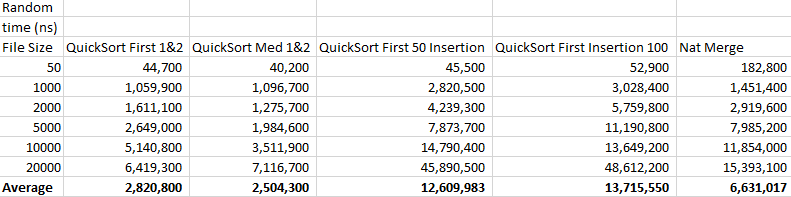 Random
time (ns)
File Size QuickSort First 1&2 QuickSort Med 1&2 QuickSort First 50 Insertion QuickSort First Insertion 100 Nat Merge
50 44,700 40,200 45,500 52,900 182,800
1000 1,059,900 1,096,700 2,820,500 3,028,400 1,451,400
2000 1,611,100 1,275,700 4,239,300 5,759,800 2,919,600
5000 2,649,000 1,984,600 7,873,700 11,190,800 7,985,200
10000 5,140,800 3,511,900 14,790,400 13,649,200 11,854,000
20000 6,419,300 7,116,700 45,890,500 48,612,200 15,393,100
Average 2,820,800 2,504,300 12,609,983 13,715,550 6,631,017